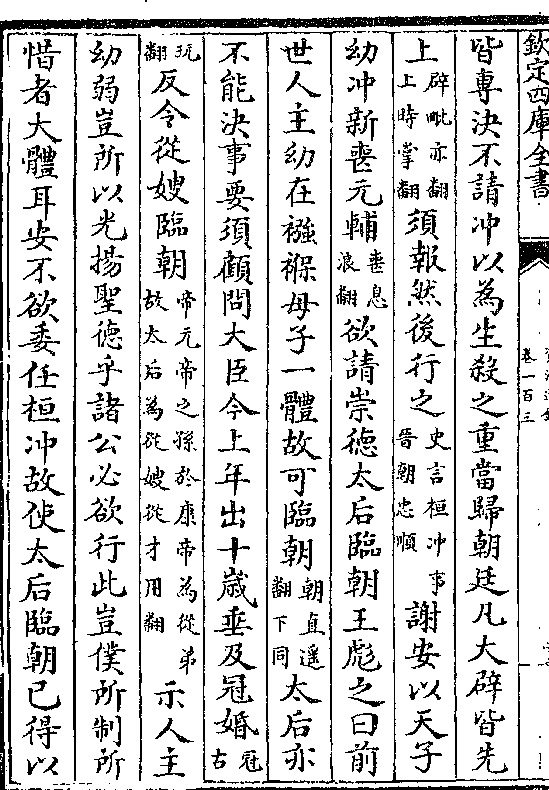 欽定四庫全書
卷一百三
皆專決不請冲以為生殺之重當歸朝廷凡大辟皆先
上辟毗亦翻上時掌翻須報然後行之史言桓冲事晉朝忠順謝安以天子
幼冲新喪元輔喪息浪翻欲請崇德太后臨朝王彪之曰前
世人主幼在襁褓母子一體故可臨朝朝直遥翻下同太后亦
不能決事要須顧問大臣今上年出十歲垂及冠婚冠古
玩翻反令從嫂臨朝帝元帝之孫於康帝為從弟故太后為從嫂從才用翻示人主
幼弱豈所以光揚聖德乎諸公必欲行此豈僕所制所
惜者大體耳安不欲委任桓冲故使太后臨朝已得以